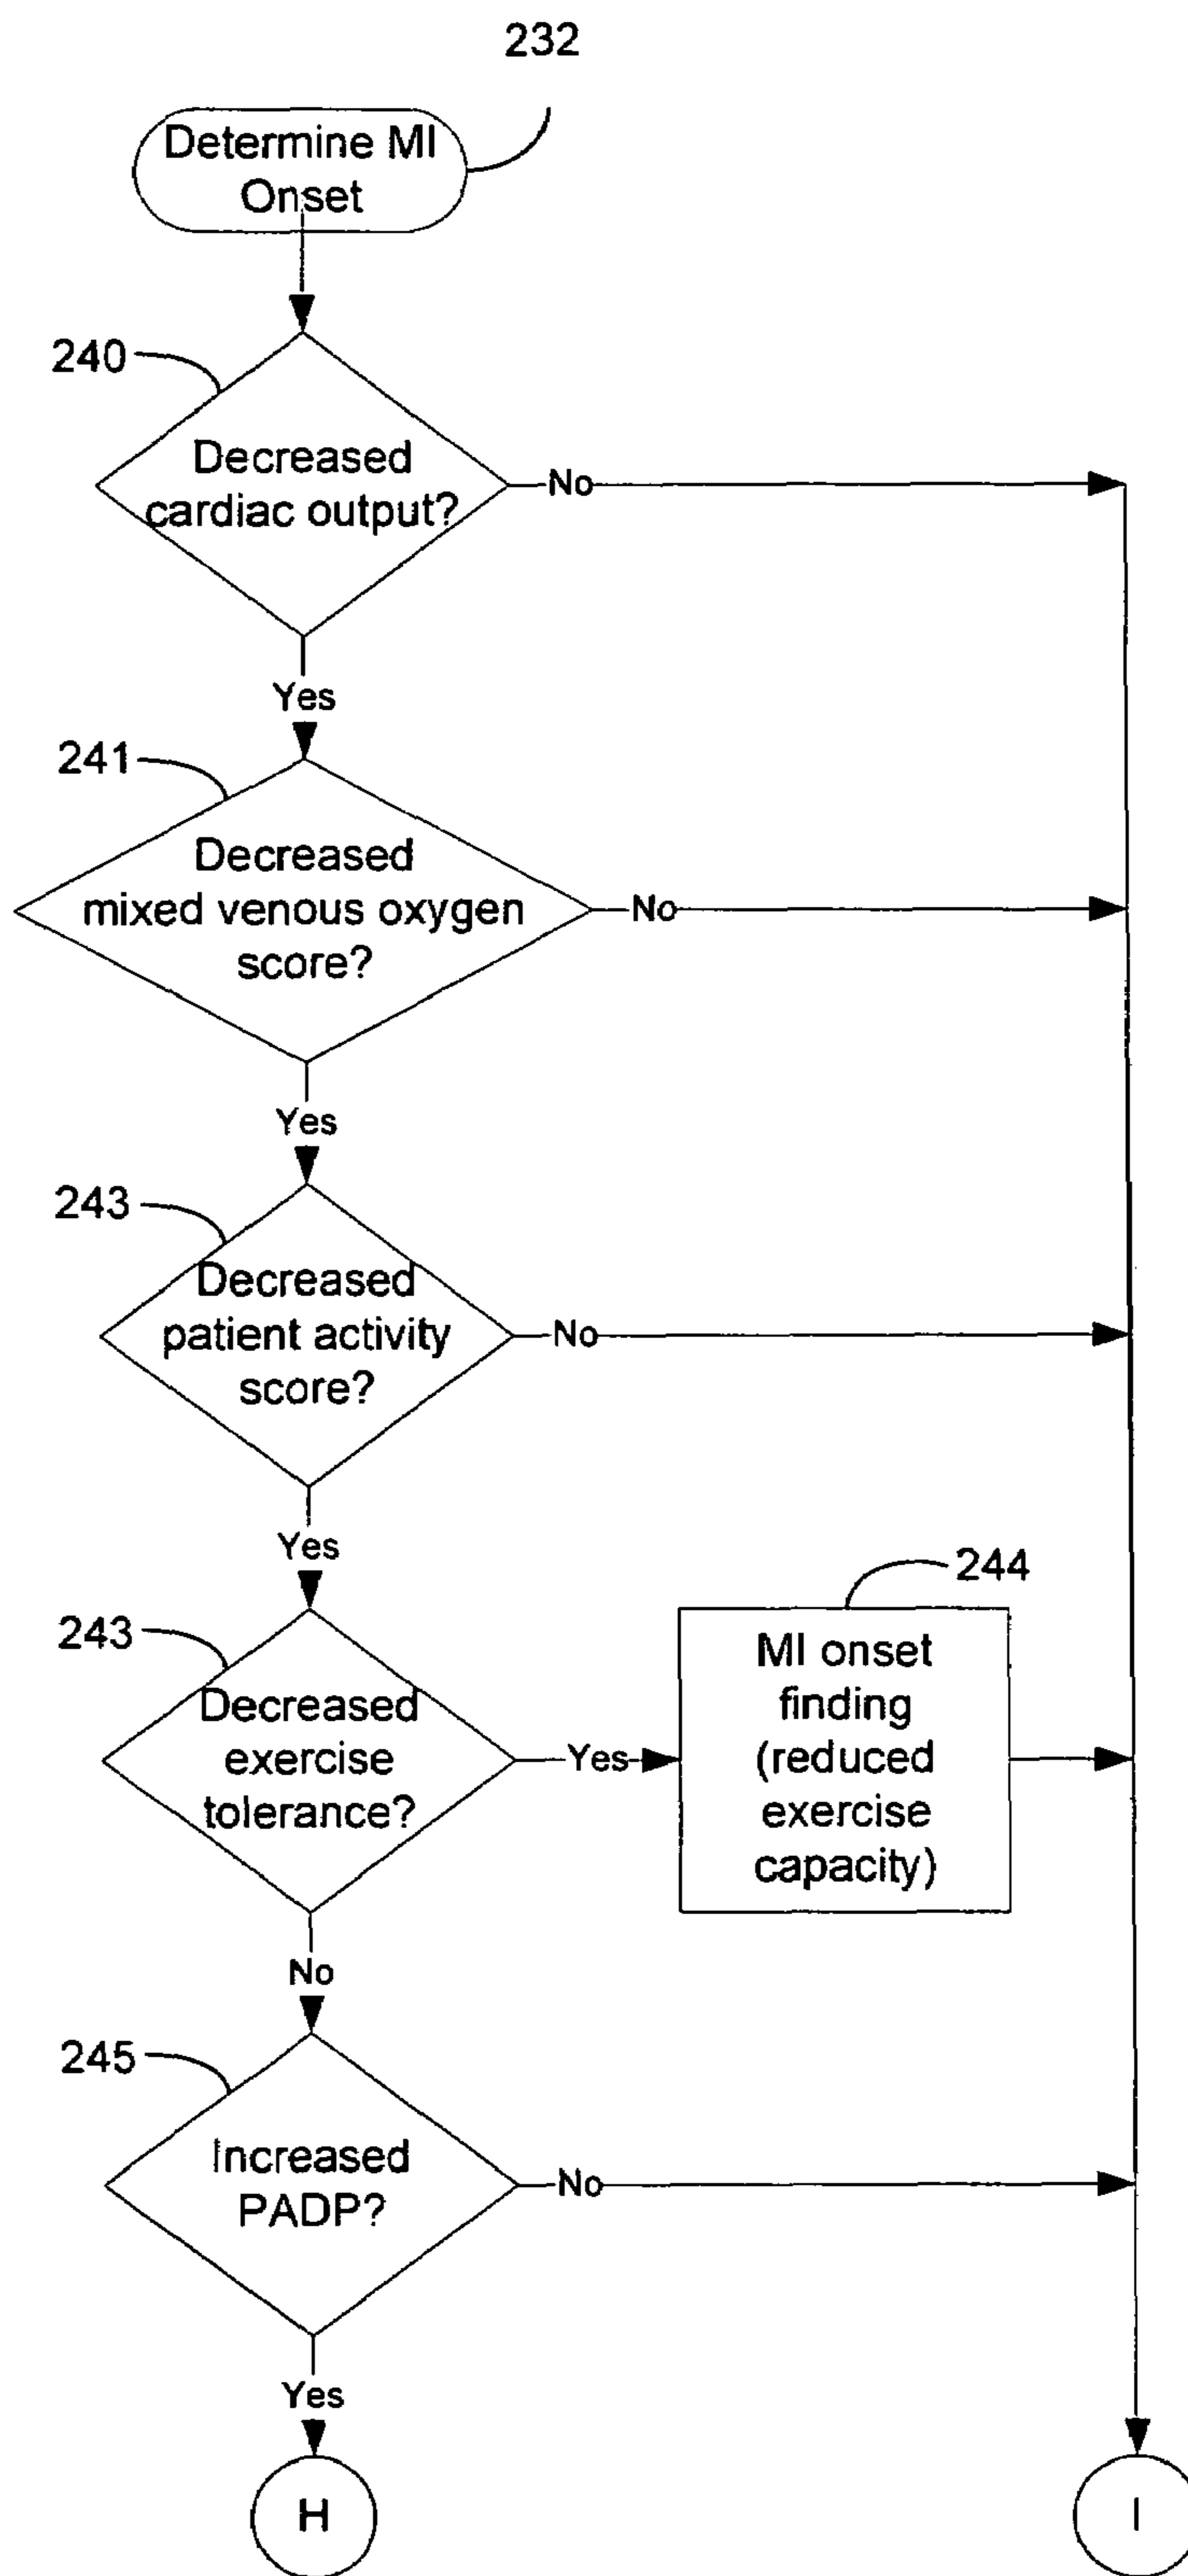 232
Determine MI
Onset
240
Decreased
cardiac output?
No
Yes
241
Decreased
mixed venous oxygen
score?
No
Yes
243
Decreased
patient activity
score?
No
Yes
243
Decreased
exercise
tolerance?
Yes
244
MI onset
finding
(reduced
exercise
capacity)
No
245
Increased
PADP?
No
Yes
H
I